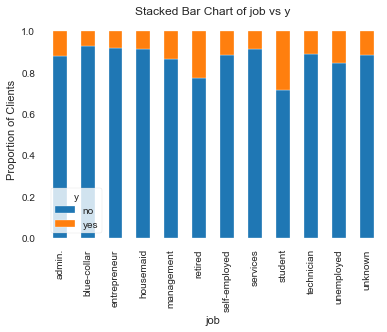 Stacked Bar Chart of job vs y
Proportion of Clients
1.0
0.8
0.6
0.4
0.2
0.0
y
no
yes
admin.
blue-collar
entrepreneur
housemaid
management
retired
self-employed
services
student
technician
unemployed
unknown
job